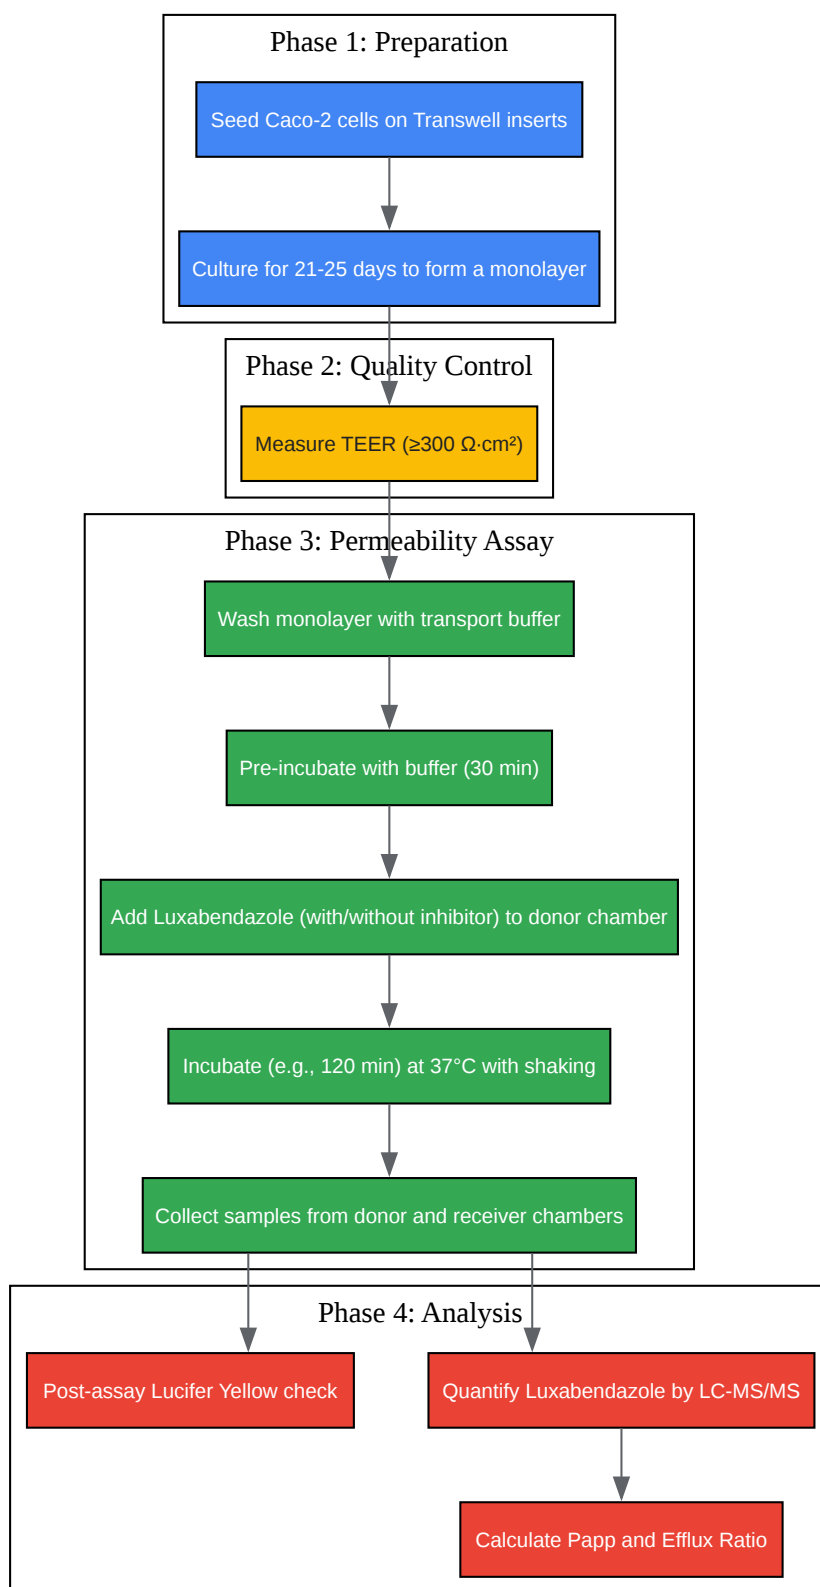 Phase 1: Preparation
Seed Caco-2 cells on Transwell inserts
Culture for 21-25 days to form a monolayer
Phase 2: Quality Control
Measure TEER (≥300 Ω·cm²)
Phase 3: Permeability Assay
Wash monolayer with transport buffer
Pre-incubate with buffer (30 min)
Add Luxabendazole (with/without inhibitor) to donor chamber
Incubate (e.g., 120 min) at 37°C with shaking
Collect samples from donor and receiver chambers
Phase 4: Analysis
Post-assay Lucifer Yellow check
Quantify Luxabendazole by LC-MS/MS
Calculate Papp and Efflux Ratio